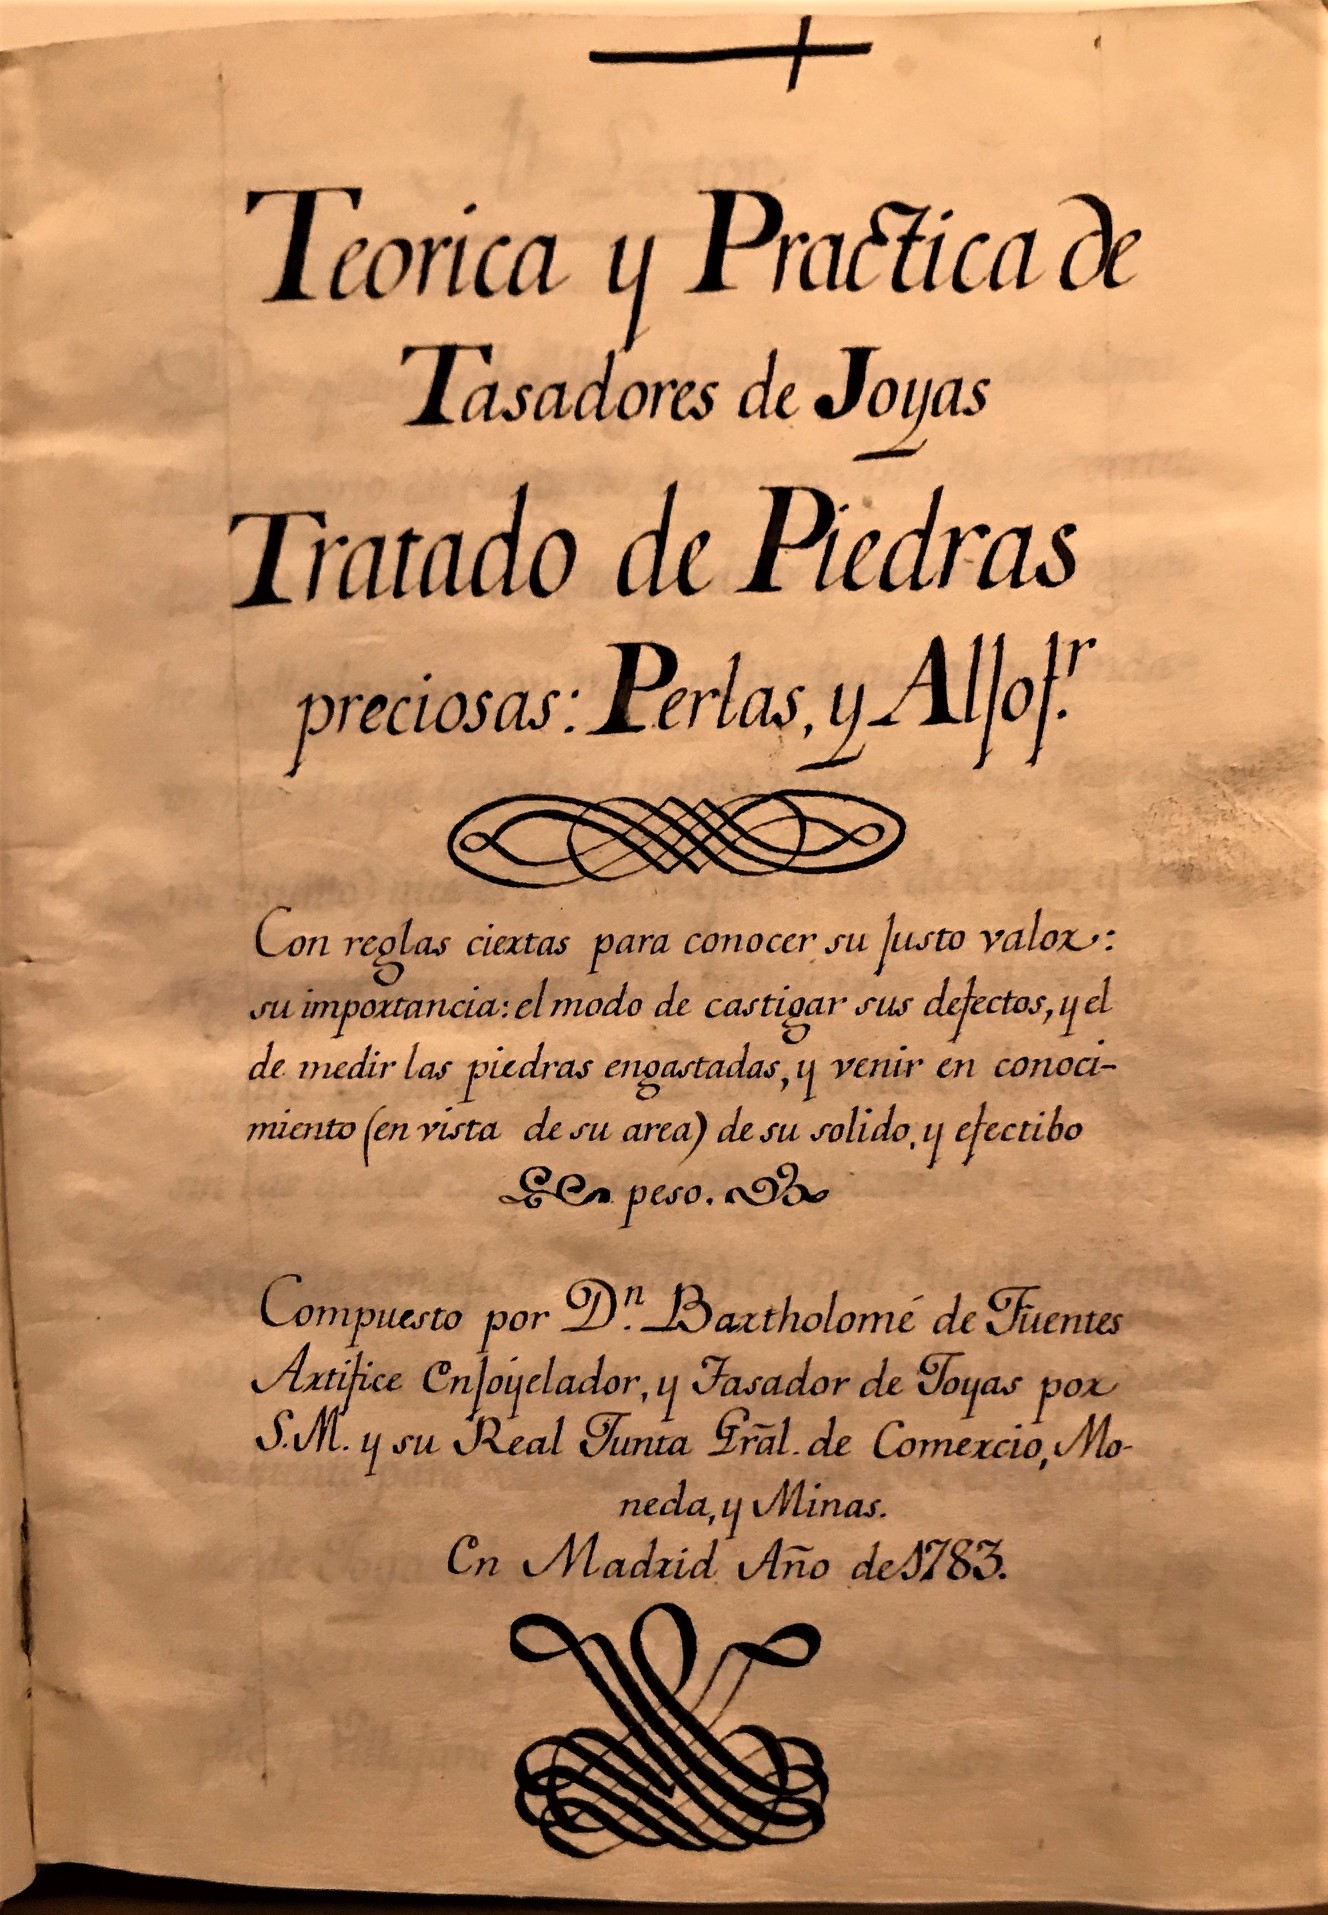 Teorica y Practica de
Tasadores de Joyas
Tratado de Piedras
preciosas: Perlas, y Aljof.r
Con reglas ciertas para conocer su justo valor:
su importancia: el modo de castigar sus defectos, y el
de medir las piedras engastadas, y venir en conoci-
miento (en vista de su area) de su solido, y efectibo
peso.
Compuesto por D.n Bartholomé de Fuentes
Artifice Enjoyelador, y Tasador de Joyas por
S.M. y su Real Junta Grãl. de Comercio, Mo-
neda, y Minas.
En Madrid Año de 1783.